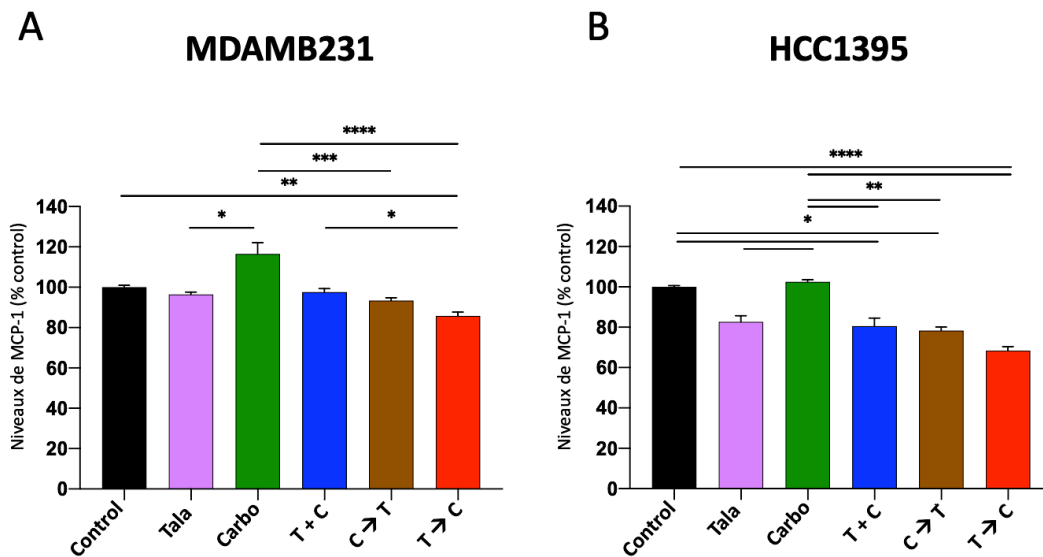 A
MDAMB231
****
***
**
*
*
Niveaux de MCP-1 (% control)
140
120
100
80
60
40
20
0
Control
Tala
Carbo
T + C
C → T
T → C
B
HCC1395
****
**
*
Niveaux de MCP-1 (% control)
140
120
100
80
60
40
20
0
Control
Tala
Carbo
T + C
C → T
T → C